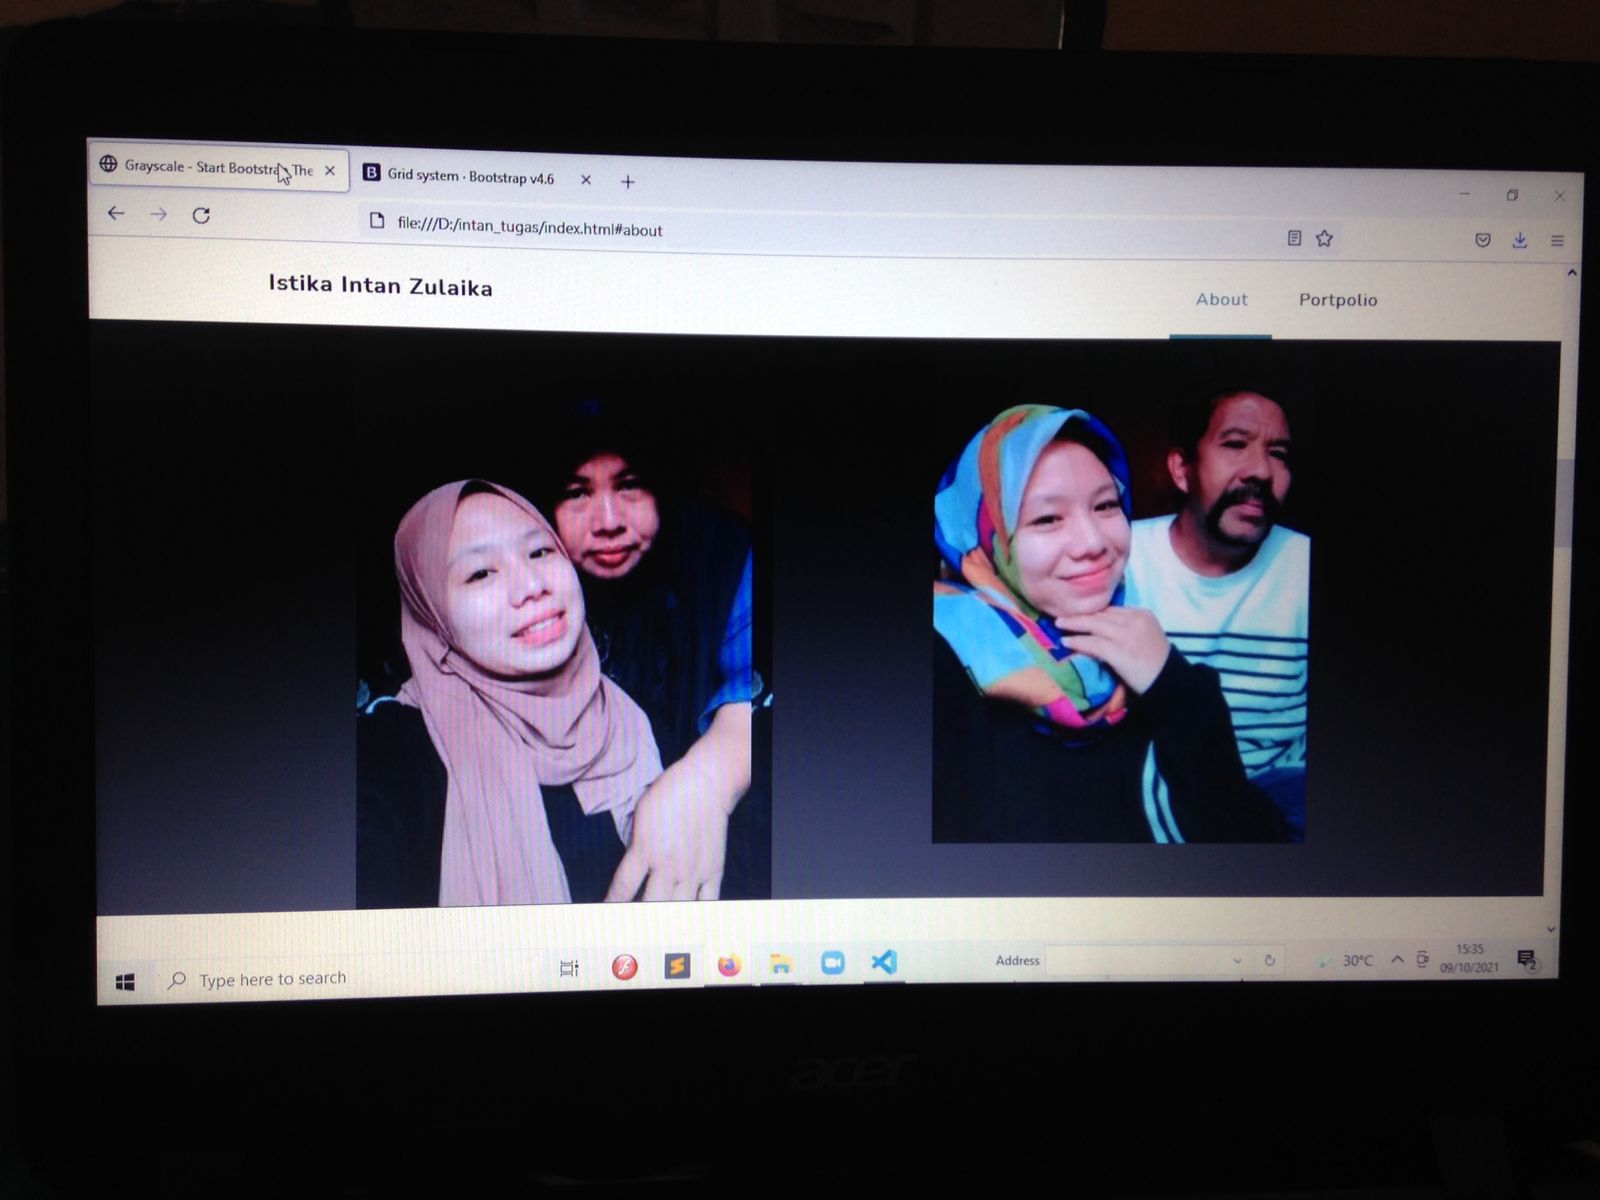 Grayscale - Start Bootstra The
Grid system · Bootstrap v4.6
file:///D:/intan_tugas/index.html#about
Istika Intan Zulaika
About
Portpolio
Type here to search
Address
30°C
15:35
09/10/2021
2
acer